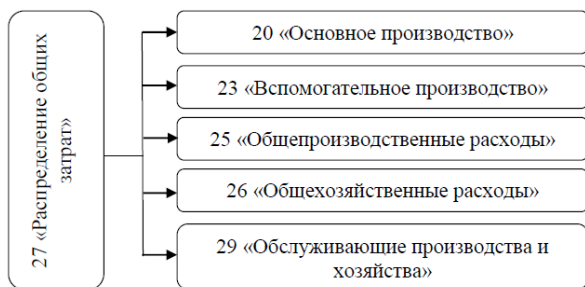 27 «Распределение общих
затрат»
20 «Основное производство»
23 «Вспомогательное производство»
25 «Общепроизводственные расходы»
26 «Общехозяйственные расходы»
29 «Обслуживающие производства и
хозяйства»